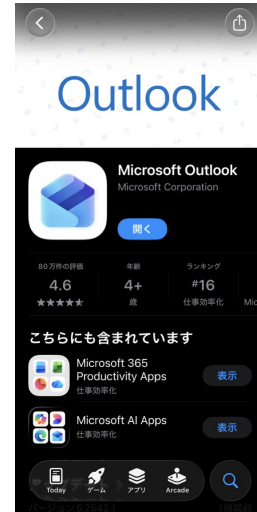 Outlook
Microsoft Outlook
Microsoft Corporation
開く
80万件の評価
年齢
ランキング
4.6
4+
#16
歳
仕事効率化
Mic
こちらにも含まれています
Microsoft 365
Productivity Apps
仕事効率化
表示
Microsoft AI Apps
仕事効率化
表示
Today
ゲーム
アプリ
Arcade